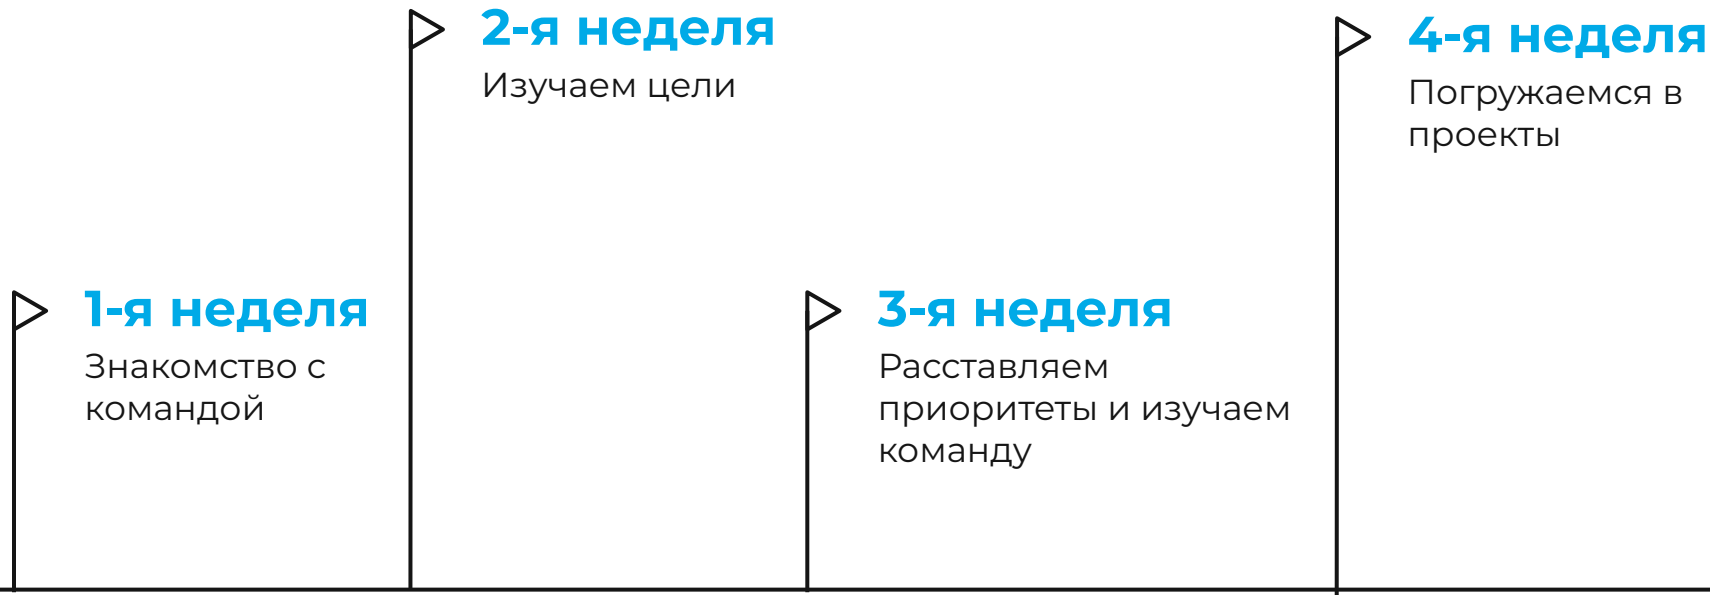 1-я неделя
Знакомство с
командой
2-я неделя
Изучаем цели
3-я неделя
Расставляем
приоритеты и изучаем
команду
4-я неделя
Погружаемся в
проекты